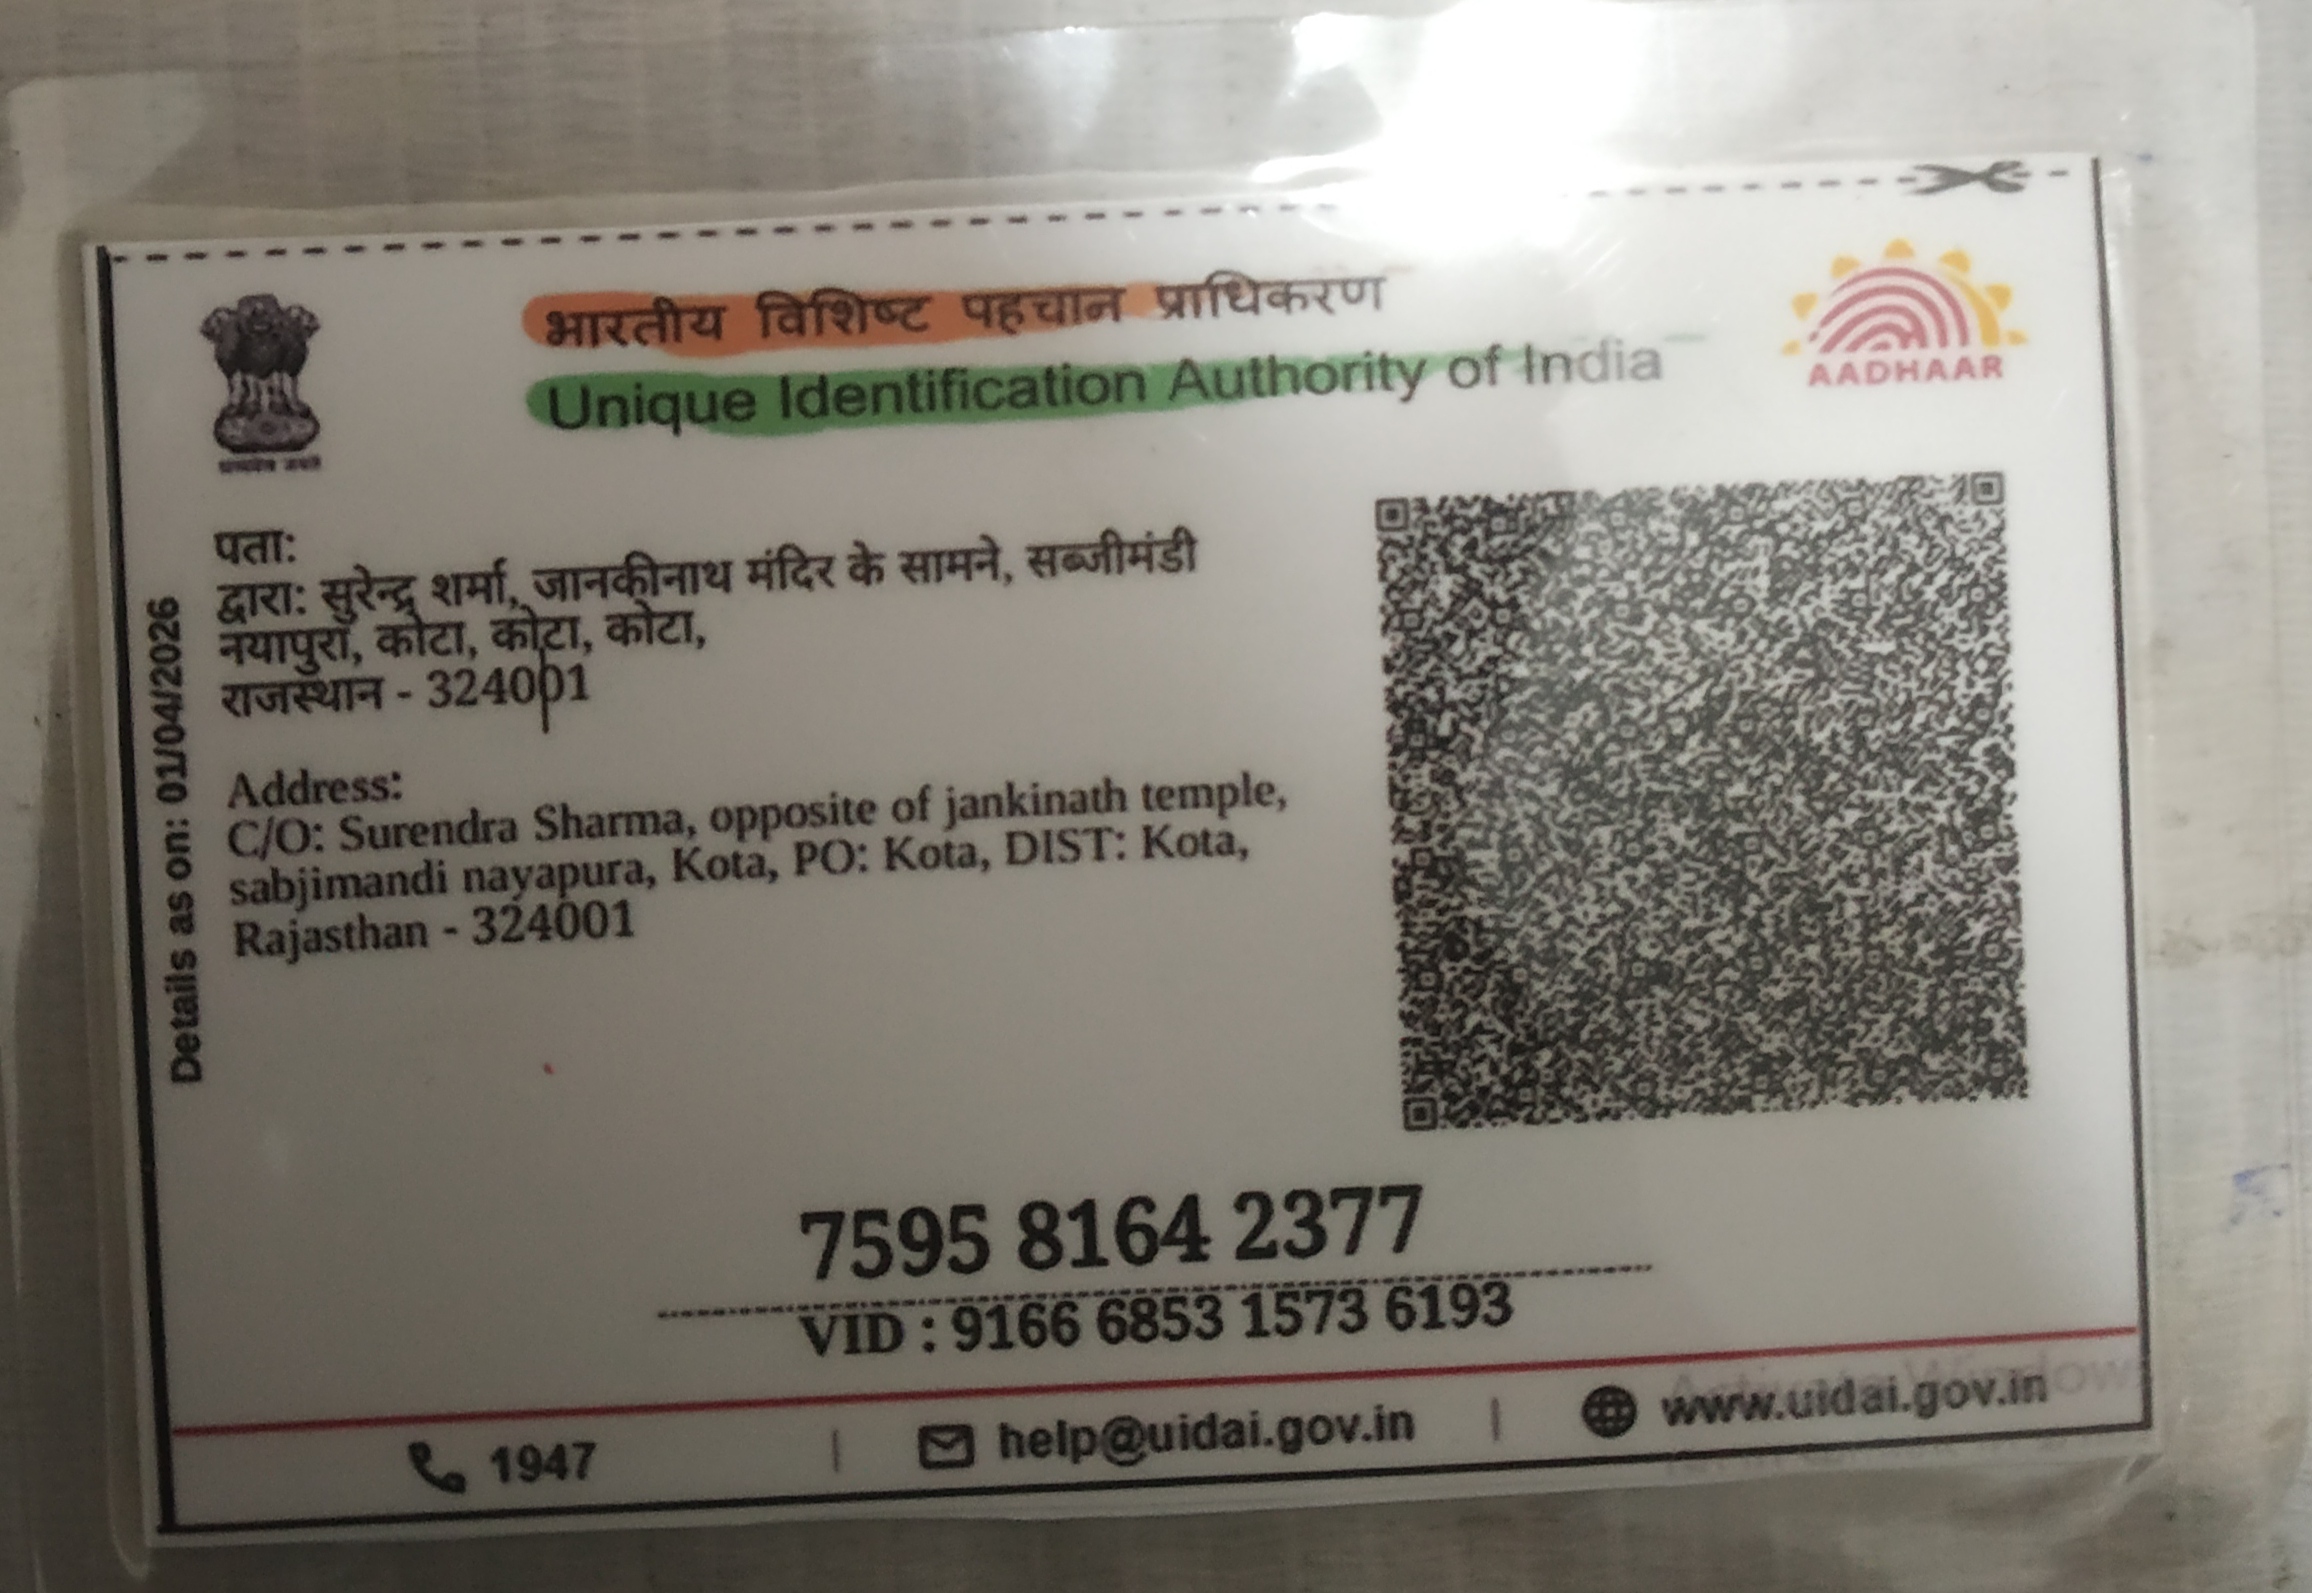 भारतीय विशिष्ट पहचान प्राधिकरण
Unique Identification Authority of India
AADHAAR
Details as on: 01/04/2026
पता:
द्वारा: सुरेन्द्र शर्मा, जानकीनाथ मंदिर के सामने, सब्जीमंडी
नयापुरा, कोटा, कोटा, कोटा,
राजस्थान - 324001
Address:
C/O: Surendra Sharma, opposite of jankinath temple,
sabjimandi nayapura, Kota, PO: Kota, DIST: Kota,
Rajasthan - 324001
7595 8164 2377
VID : 9166 6853 1573 6193
1947 | help@uidai.gov.in | www.uidai.gov.in